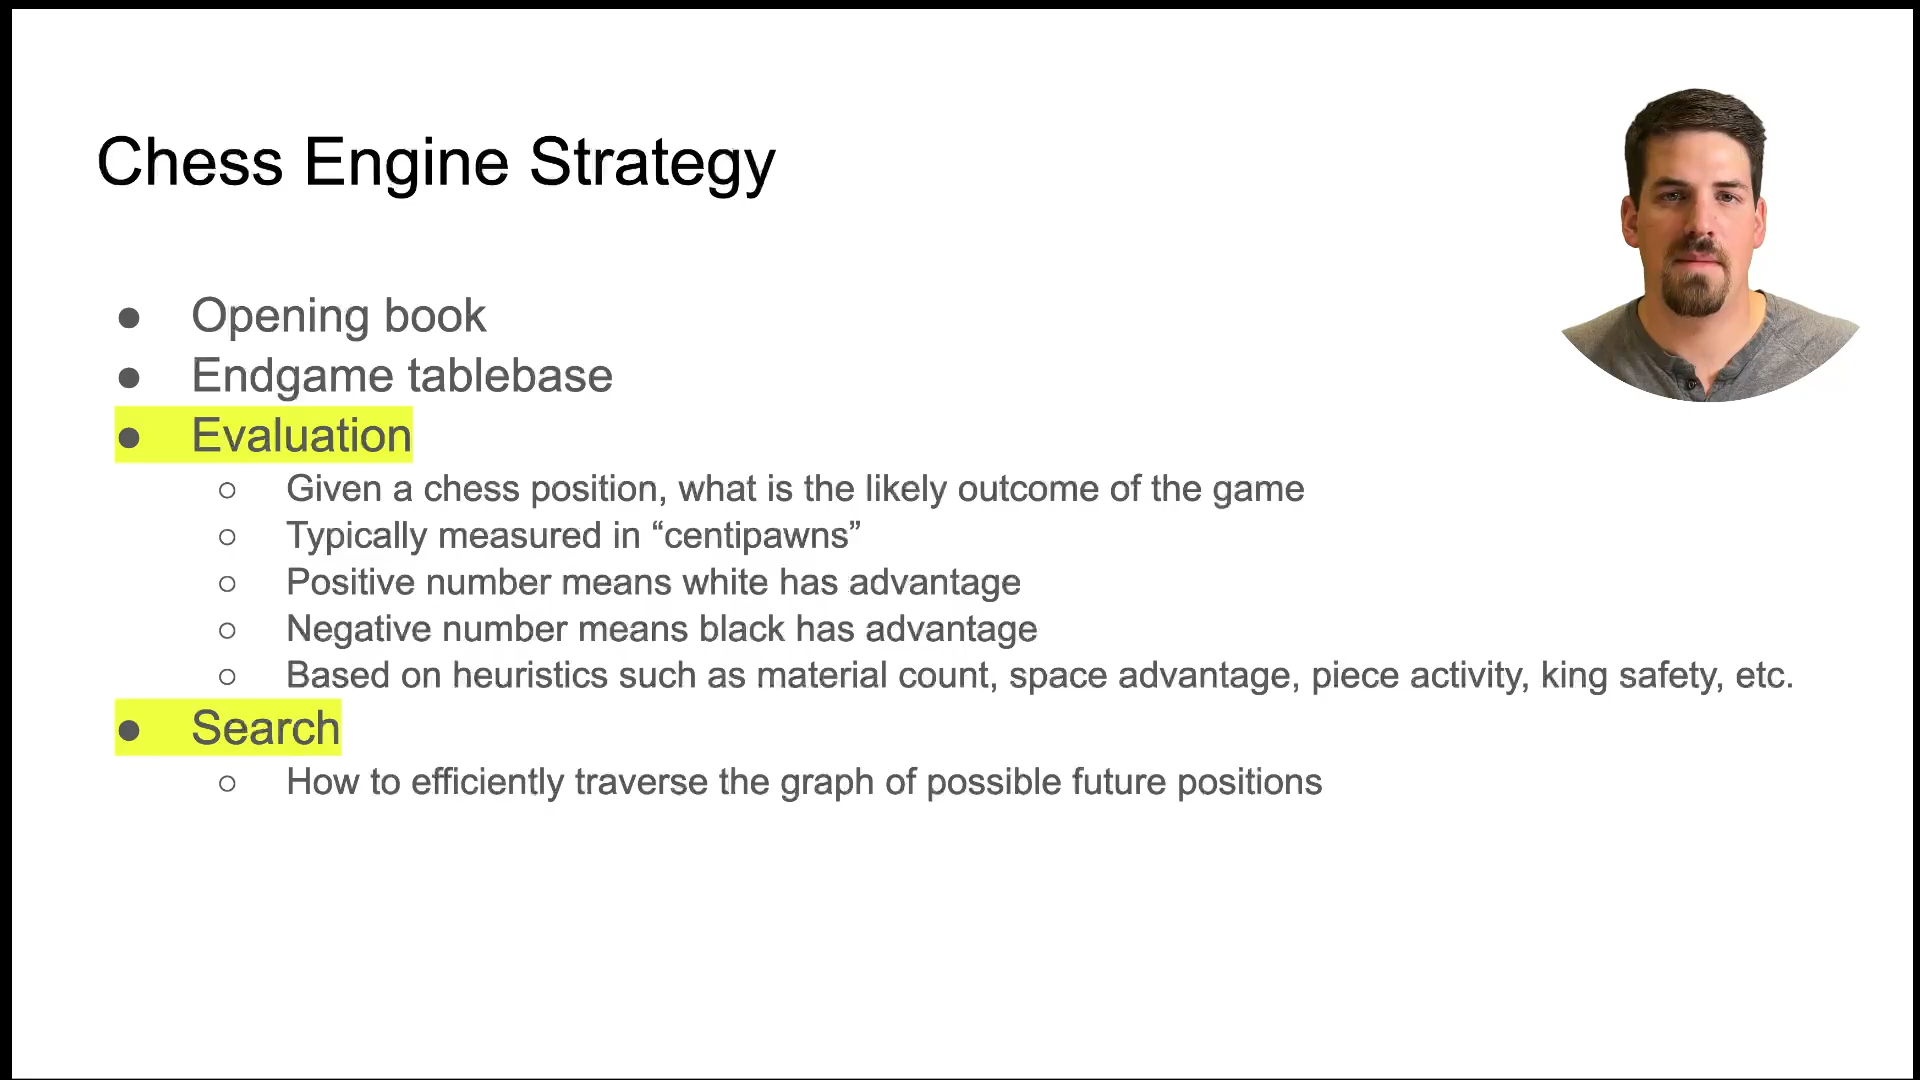 Chess Engine Strategy
● Opening book
● Endgame tablebase
● Evaluation
○ Given a chess position, what is the likely outcome of the game
○ Typically measured in “centipawns”
○ Positive number means white has advantage
○ Negative number means black has advantage
○ Based on heuristics such as material count, space advantage, piece activity, king safety, etc.
● Search
○ How to efficiently traverse the graph of possible future positions